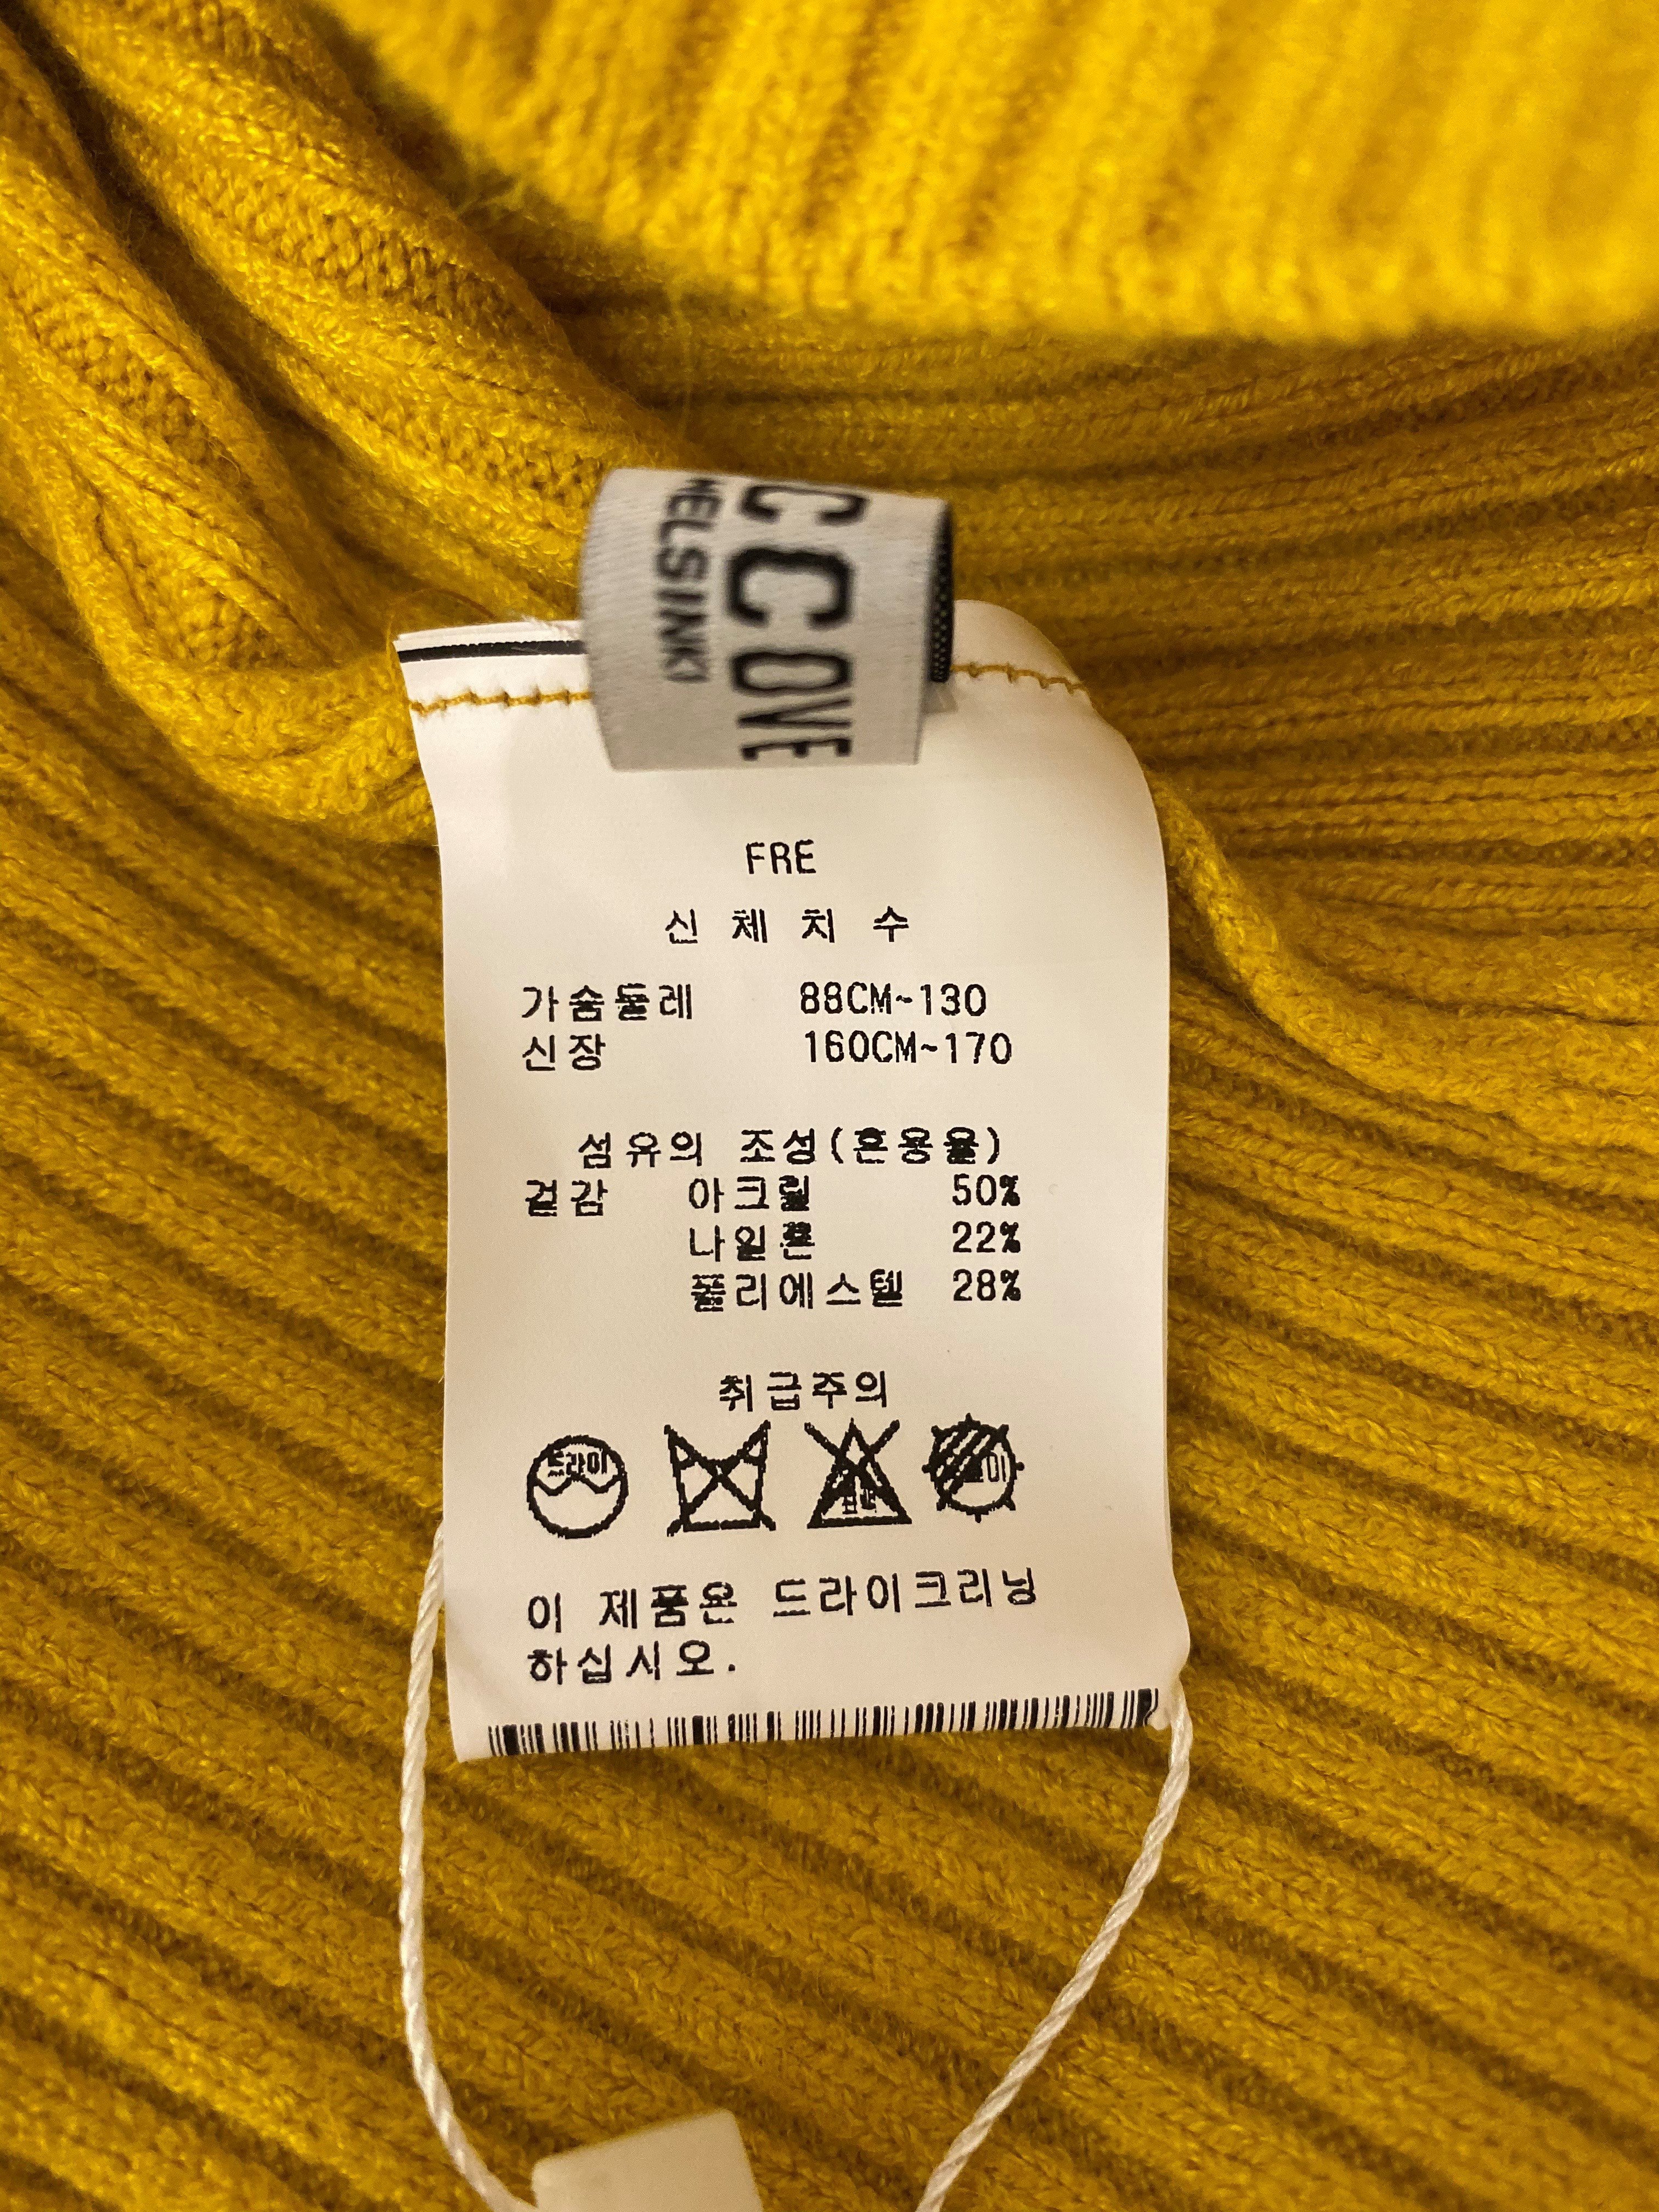 CCOVE
HELSINKI
FRE
신 체 치 수
가슴둘레 88CM~130
신장 160CM~170
섬유의 조성(혼용율)
겉감 아크릴 50%
나일론 22%
폴리에스텔 28%
취급주의
드라이
이 제품은 드라이크리닝
하십시오.